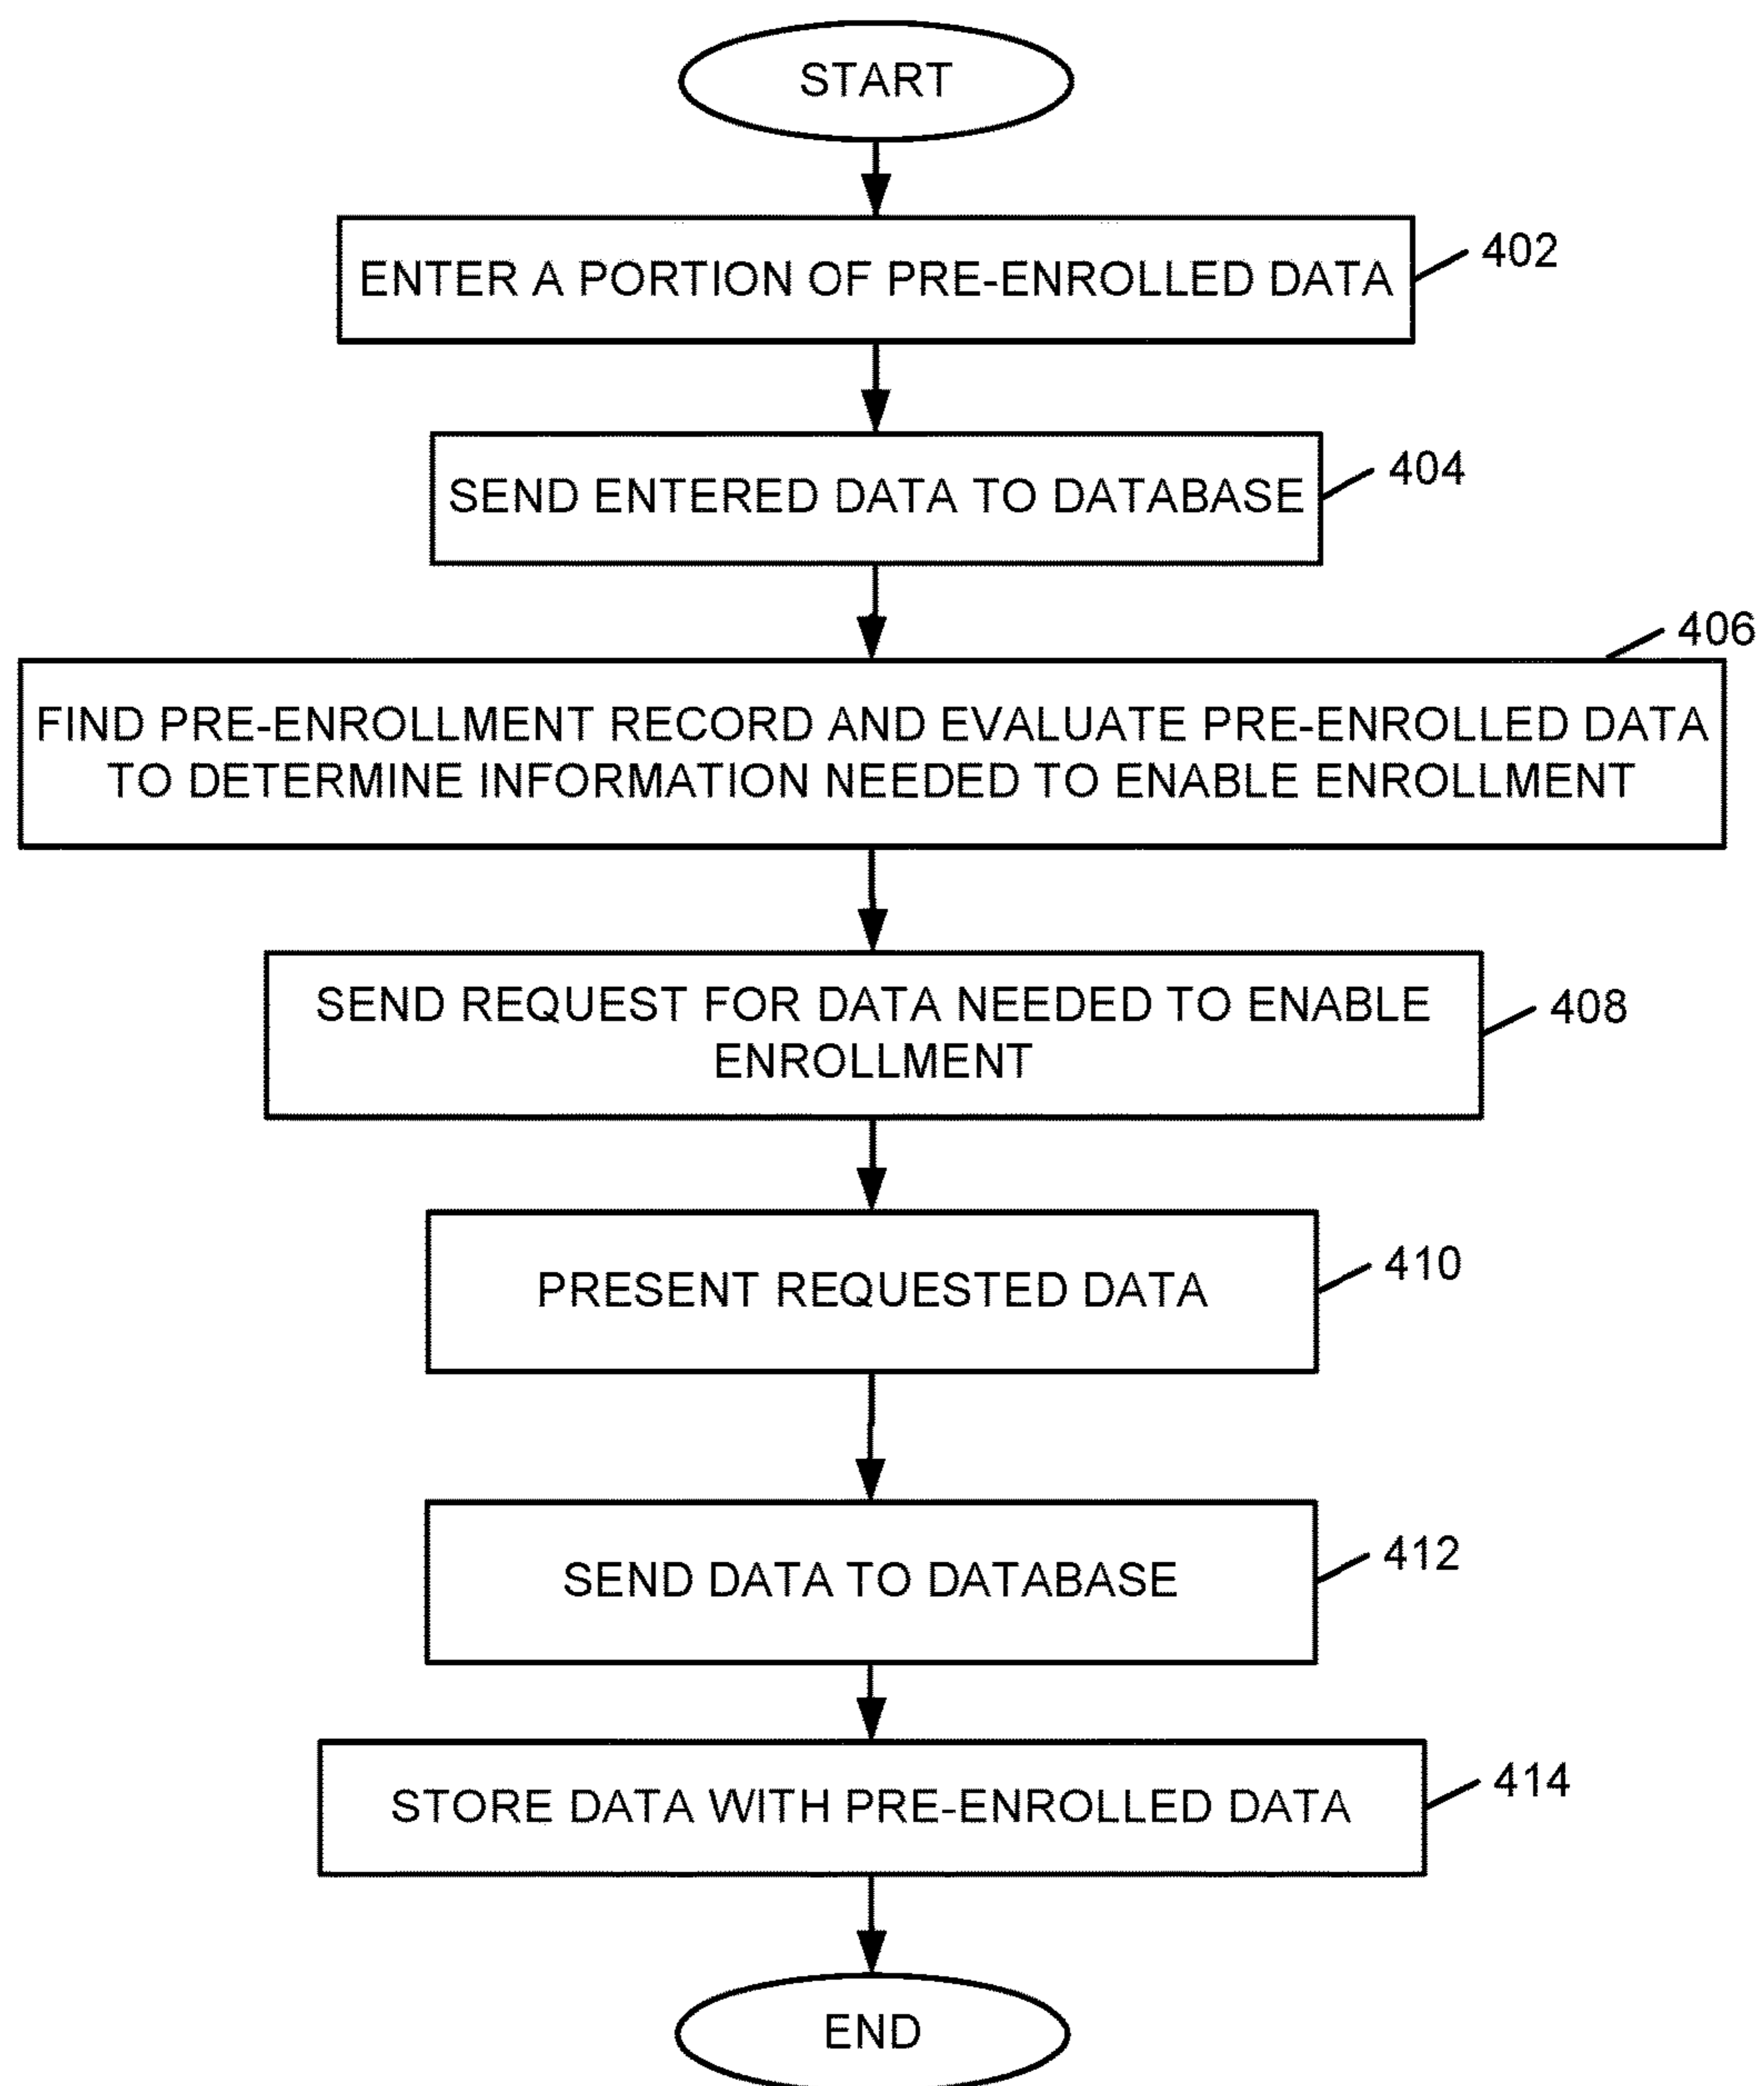 START
ENTER A PORTION OF PRE-ENROLLED DATA
402
SEND ENTERED DATA TO DATABASE
404
406
FIND PRE-ENROLLMENT RECORD AND EVALUATE PRE-ENROLLED DATA
TO DETERMINE INFORMATION NEEDED TO ENABLE ENROLLMENT
SEND REQUEST FOR DATA NEEDED TO ENABLE
ENROLLMENT
408
PRESENT REQUESTED DATA
410
SEND DATA TO DATABASE
412
STORE DATA WITH PRE-ENROLLED DATA
414
END